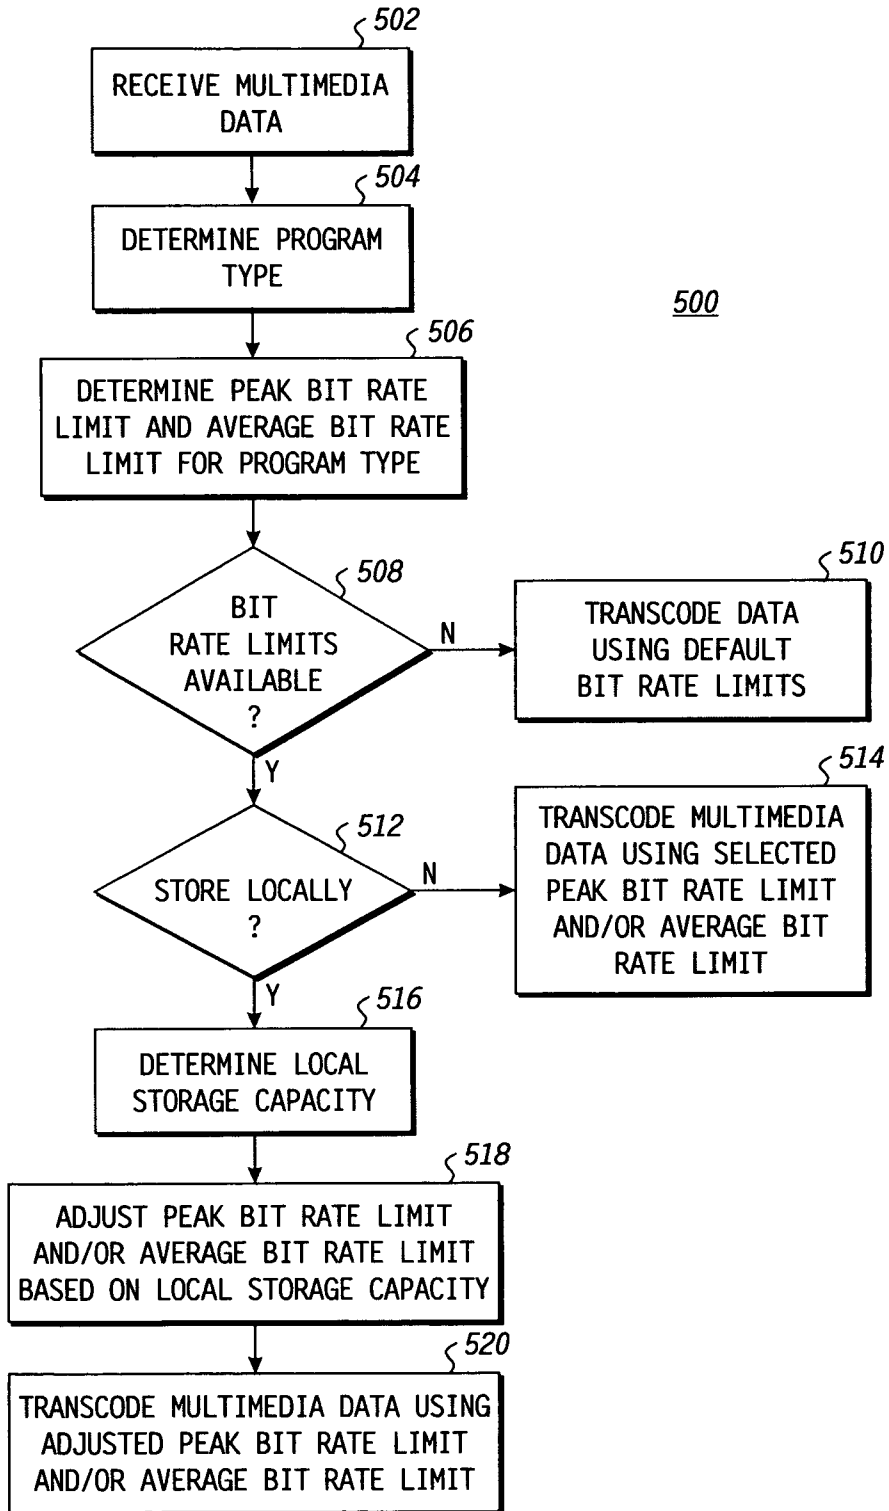 502
RECEIVE MULTIMEDIA
DATA
504
DETERMINE PROGRAM
TYPE
500
506
DETERMINE PEAK BIT RATE
LIMIT AND AVERAGE BIT RATE
LIMIT FOR PROGRAM TYPE
508
BIT
RATE LIMITS
AVAILABLE
?
N
510
TRANSCODE DATA
USING DEFAULT
BIT RATE LIMITS
Y
512
STORE LOCALLY
?
N
514
TRANSCODE MULTIMEDIA
DATA USING SELECTED
PEAK BIT RATE LIMIT
AND/OR AVERAGE BIT
RATE LIMIT
Y
516
DETERMINE LOCAL
STORAGE CAPACITY
518
ADJUST PEAK BIT RATE LIMIT
AND/OR AVERAGE BIT RATE LIMIT
BASED ON LOCAL STORAGE CAPACITY
520
TRANSCODE MULTIMEDIA DATA USING
ADJUSTED PEAK BIT RATE LIMIT
AND/OR AVERAGE BIT RATE LIMIT